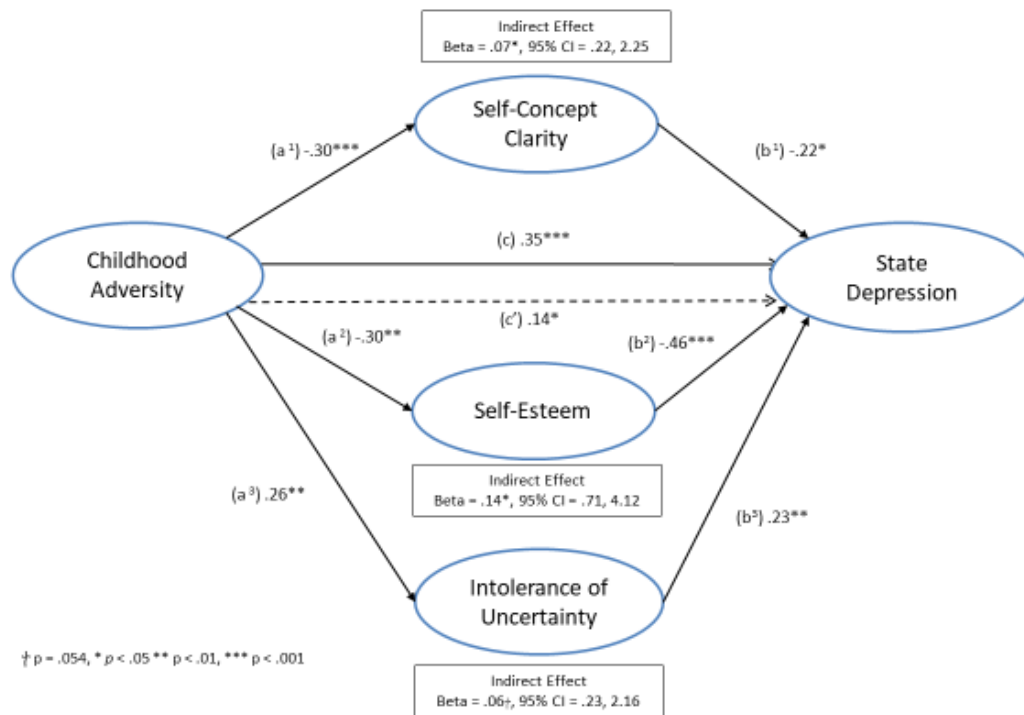 Indirect Effect
Beta = .07*, 95% CI = .22, 2.25
Self-Concept
Clarity
(a¹) -.30***
(b¹) -.22*
(c) .35***
Childhood
Adversity
State
Depression
(c’) .14*
(a²) -.30**
(b²) -.46***
Self-Esteem
Indirect Effect
Beta = .14*, 95% CI = .71, 4.12
(a³) .26**
(b³) .23**
Intolerance of
Uncertainty
† p = .054, * p < .05 ** p < .01, *** p < .001
Indirect Effect
Beta = .06†, 95% CI = .23, 2.16